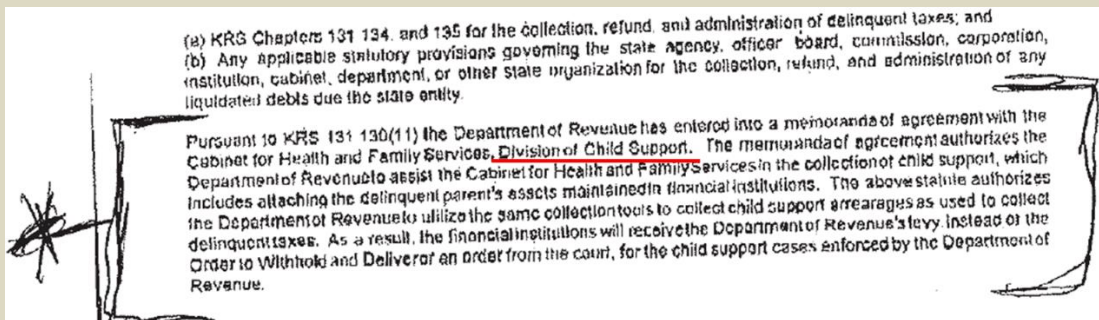 (a) KRS Chapters 131 134, and 135 for the collection, refund, and administration of delinquent taxes; and
(b) Any applicable statutory provisions governing the state agency, officer board, commission, corporation,
institution, cabinet, department, or other state organization for the collection, refund, and administration of any
liquidated debts due the state entity.
Pursuant to KRS 131 130(11) the Department of Revenue has entered into a memoranda of agreement with the
Cabinet for Health and Family Services, Division of Child Support. The memoranda of agreement authorizes the
Department of Revenue to assist the Cabinet for Health and Family Services in the collection of child support, which
includes attaching the delinquent parent's assets maintained in financial institutions. The above statute authorizes
the Department of Revenue to utilize the same collection tools to collect child support arrearages as used to collect
delinquent taxes. As a result, the financial institutions will receive the Department of Revenue's levy, instead of the
Order to Withhold and Deliver or an order from the court, for the child support cases enforced by the Department of
Revenue.